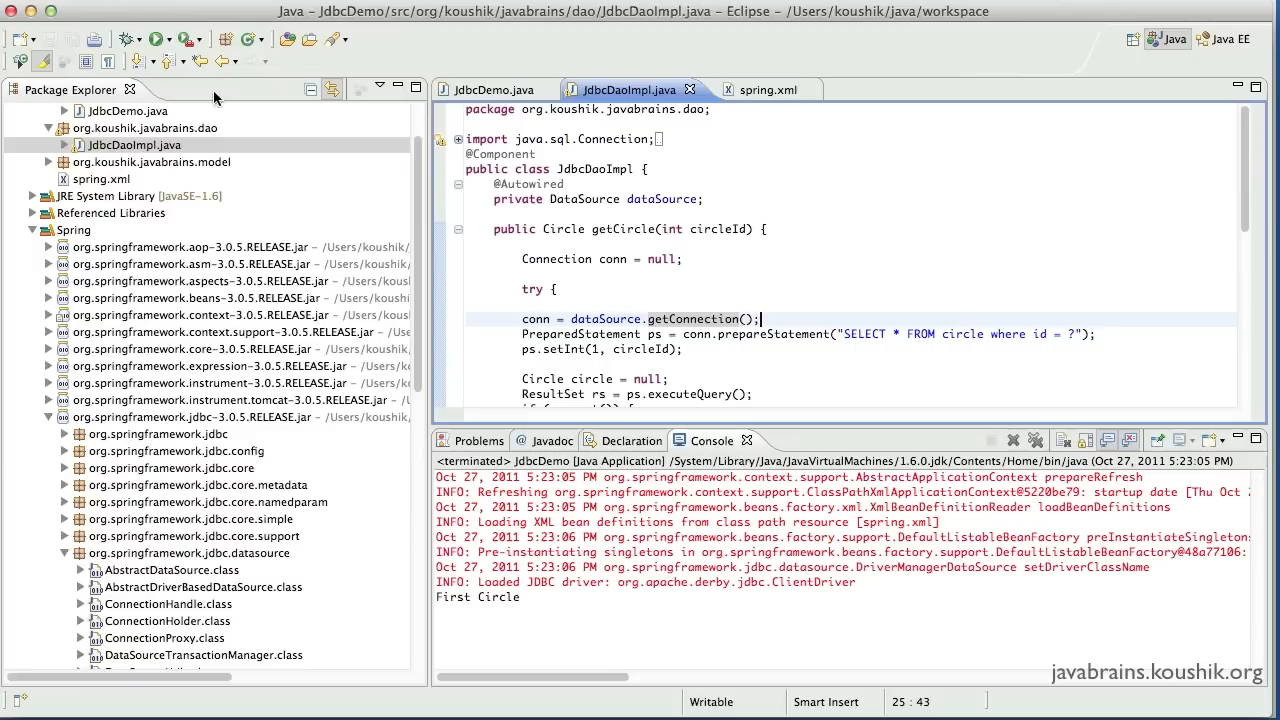 Java - JdbcDemo/src/org/koushik/javabrains/dao/JdbcDaoImpl.java - Eclipse - /Users/koushik/java/workspace
Java
Java EE
Package Explorer
JdbcDemo.java
org.koushik.javabrains.dao
JdbcDaoImpl.java
org.koushik.javabrains.model
spring.xml
JRE System Library [JavaSE-1.6]
Referenced Libraries
Spring
org.springframework.aop-3.0.5.RELEASE.jar - /Users/koushik/
org.springframework.asm-3.0.5.RELEASE.jar - /Users/koushik
org.springframework.aspects-3.0.5.RELEASE.jar - /Users/kou
org.springframework.beans-3.0.5.RELEASE.jar - /Users/koush
org.springframework.context-3.0.5.RELEASE.jar - /Users/kou
org.springframework.context.support-3.0.5.RELEASE.jar - /U
org.springframework.core-3.0.5.RELEASE.jar - /Users/koushik
org.springframework.expression-3.0.5.RELEASE.jar - /Users/
org.springframework.instrument-3.0.5.RELEASE.jar - /Users/
org.springframework.instrument.tomcat-3.0.5.RELEASE.jar -
org.springframework.jdbc-3.0.5.RELEASE.jar - /Users/koushik
org.springframework.jdbc
org.springframework.jdbc.config
org.springframework.jdbc.core
org.springframework.jdbc.core.metadata
org.springframework.jdbc.core.namedparam
org.springframework.jdbc.core.simple
org.springframework.jdbc.core.support
org.springframework.jdbc.datasource
AbstractDataSource.class
AbstractDriverBasedDataSource.class
ConnectionHandle.class
ConnectionHolder.class
ConnectionProxy.class
DataSourceTransactionManager.class
JdbcDemo.java
JdbcDaoImpl.java
spring.xml
package org.koushik.javabrains.dao;
import java.sql.Connection;
@Component
public class JdbcDaoImpl {
@Autowired
private DataSource dataSource;
public Circle getCircle(int circleId) {
Connection conn = null;
try {
conn = dataSource.getConnection();
PreparedStatement ps = conn.prepareStatement("SELECT * FROM circle where id = ?");
ps.setInt(1, circleId);
Circle circle = null;
ResultSet rs = ps.executeQuery();
Problems
@ Javadoc
Declaration
Console
<terminated> JdbcDemo [Java Application] /System/Library/Java/JavaVirtualMachines/1.6.0.jdk/Contents/Home/bin/java (Oct 27, 2011 5:23:05 PM)
Oct 27, 2011 5:23:05 PM org.springframework.context.support.AbstractApplicationContext prepareRefresh
INFO: Refreshing org.springframework.context.support.ClassPathXmlApplicationContext@5220be79: startup date [Thu Oct 2
Oct 27, 2011 5:23:05 PM org.springframework.beans.factory.xml.XmlBeanDefinitionReader loadBeanDefinitions
INFO: Loading XML bean definitions from class path resource [spring.xml]
Oct 27, 2011 5:23:06 PM org.springframework.beans.factory.support.DefaultListableBeanFactory preInstantiateSingletons
INFO: Pre-instantiating singletons in org.springframework.beans.factory.support.DefaultListableBeanFactory@48a77106:
Oct 27, 2011 5:23:06 PM org.springframework.jdbc.datasource.DriverManagerDataSource setDriverClassName
INFO: Loaded JDBC driver: org.apache.derby.jdbc.ClientDriver
First Circle
javabrains.koushik.org
Writable
Smart Insert
25 : 43